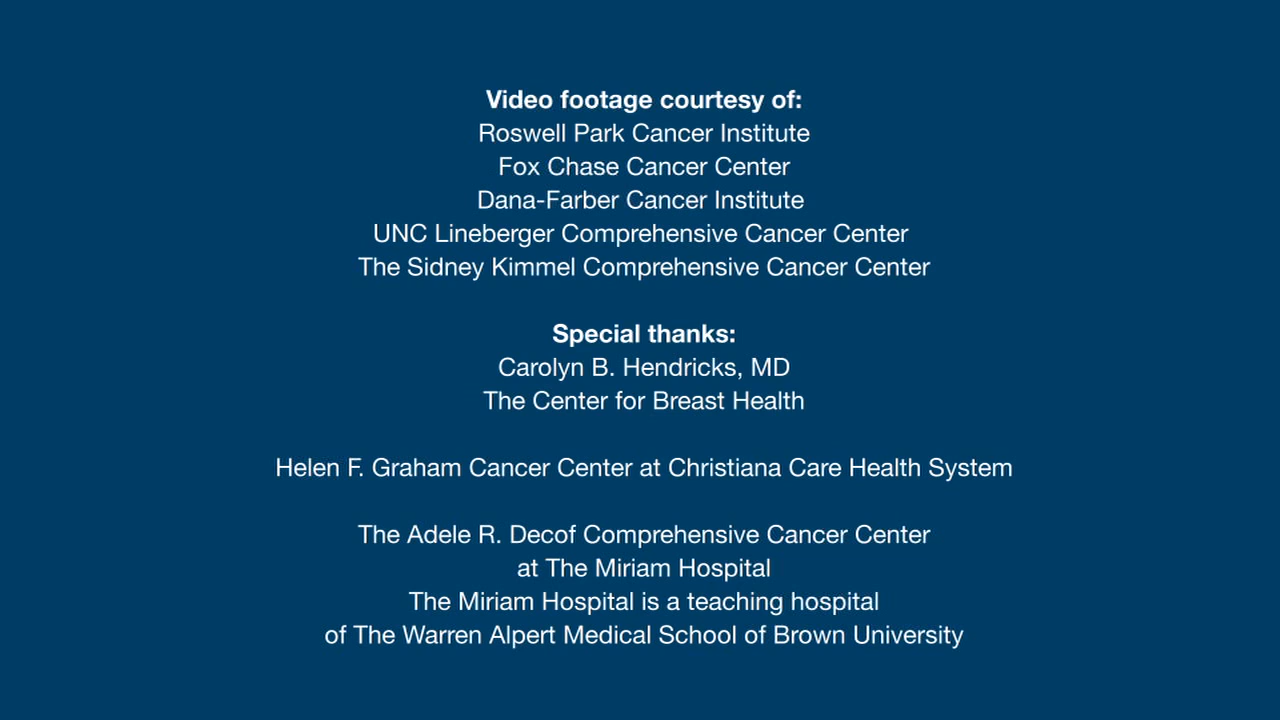 Video footage courtesy of:
Roswell Park Cancer Institute
Fox Chase Cancer Center
Dana-Farber Cancer Institute
UNC Lineberger Comprehensive Cancer Center
The Sidney Kimmel Comprehensive Cancer Center
Special thanks:
Carolyn B. Hendricks, MD
The Center for Breast Health
Helen F. Graham Cancer Center at Christiana Care Health System
The Adele R. Decof Comprehensive Cancer Center
at The Miriam Hospital
The Miriam Hospital is a teaching hospital
of The Warren Alpert Medical School of Brown University